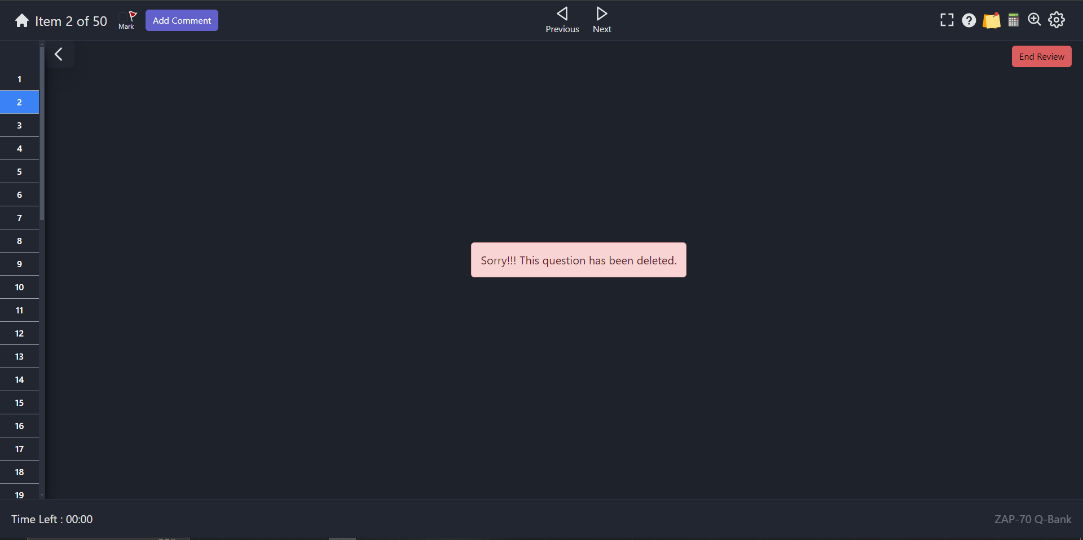 Item 2 of 50
Mark
Add Comment
Previous
Next
End Review
1
2
3
4
5
6
7
8
9
10
11
12
13
14
15
16
17
18
19
Sorry!!! This question has been deleted.
Time Left : 00:00
ZAP-70 Q-Bank